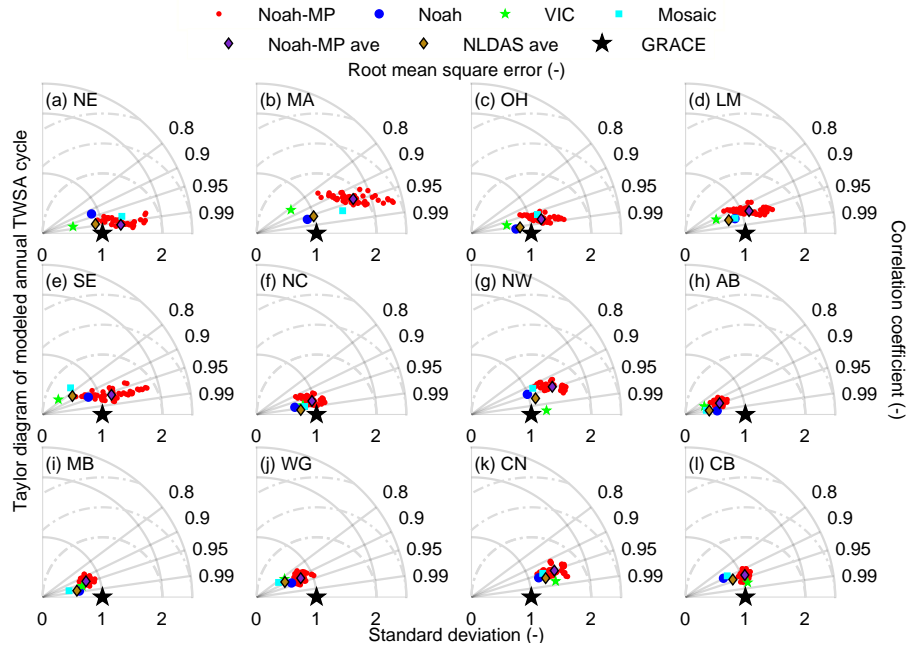 Noah-MP Noah VIC Mosaic
Noah-MP ave NLDAS ave GRACE
Root mean square error (-)
Taylor diagram of modeled annual TWSA cycle
(a) NE
0.8
0.9
0.95
0.99
0 1 2
(b) MA
0.8
0.9
0.95
0.99
0 1 2
(c) OH
0.8
0.9
0.95
0.99
0 1 2
(d) LM
0.8
0.9
0.95
0.99
0 1 2
(e) SE
0.8
0.9
0.95
0.99
0 1 2
(f) NC
0.8
0.9
0.95
0.99
0 1 2
(g) NW
0.8
0.9
0.95
0.99
0 1 2
(h) AB
0.8
0.9
0.95
0.99
0 1 2
(i) MB
0.8
0.9
0.95
0.99
0 1 2
(j) WG
0.8
0.9
0.95
0.99
0 1 2
(k) CN
0.8
0.9
0.95
0.99
0 1 2
(l) CB
0.8
0.9
0.95
0.99
0 1 2
Correlation coefficient (-)
Standard deviation (-)